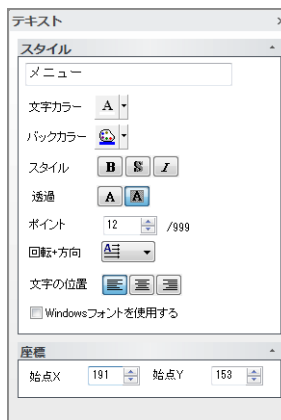 テキスト
スタイル
メニュー
文字カラー A
バックカラー
スタイル B S I
透過 A A
ポイント 12 /999
回転+方向 A
文字の位置
Windowsフォントを使用する
座標
始点X 191 始点Y 153